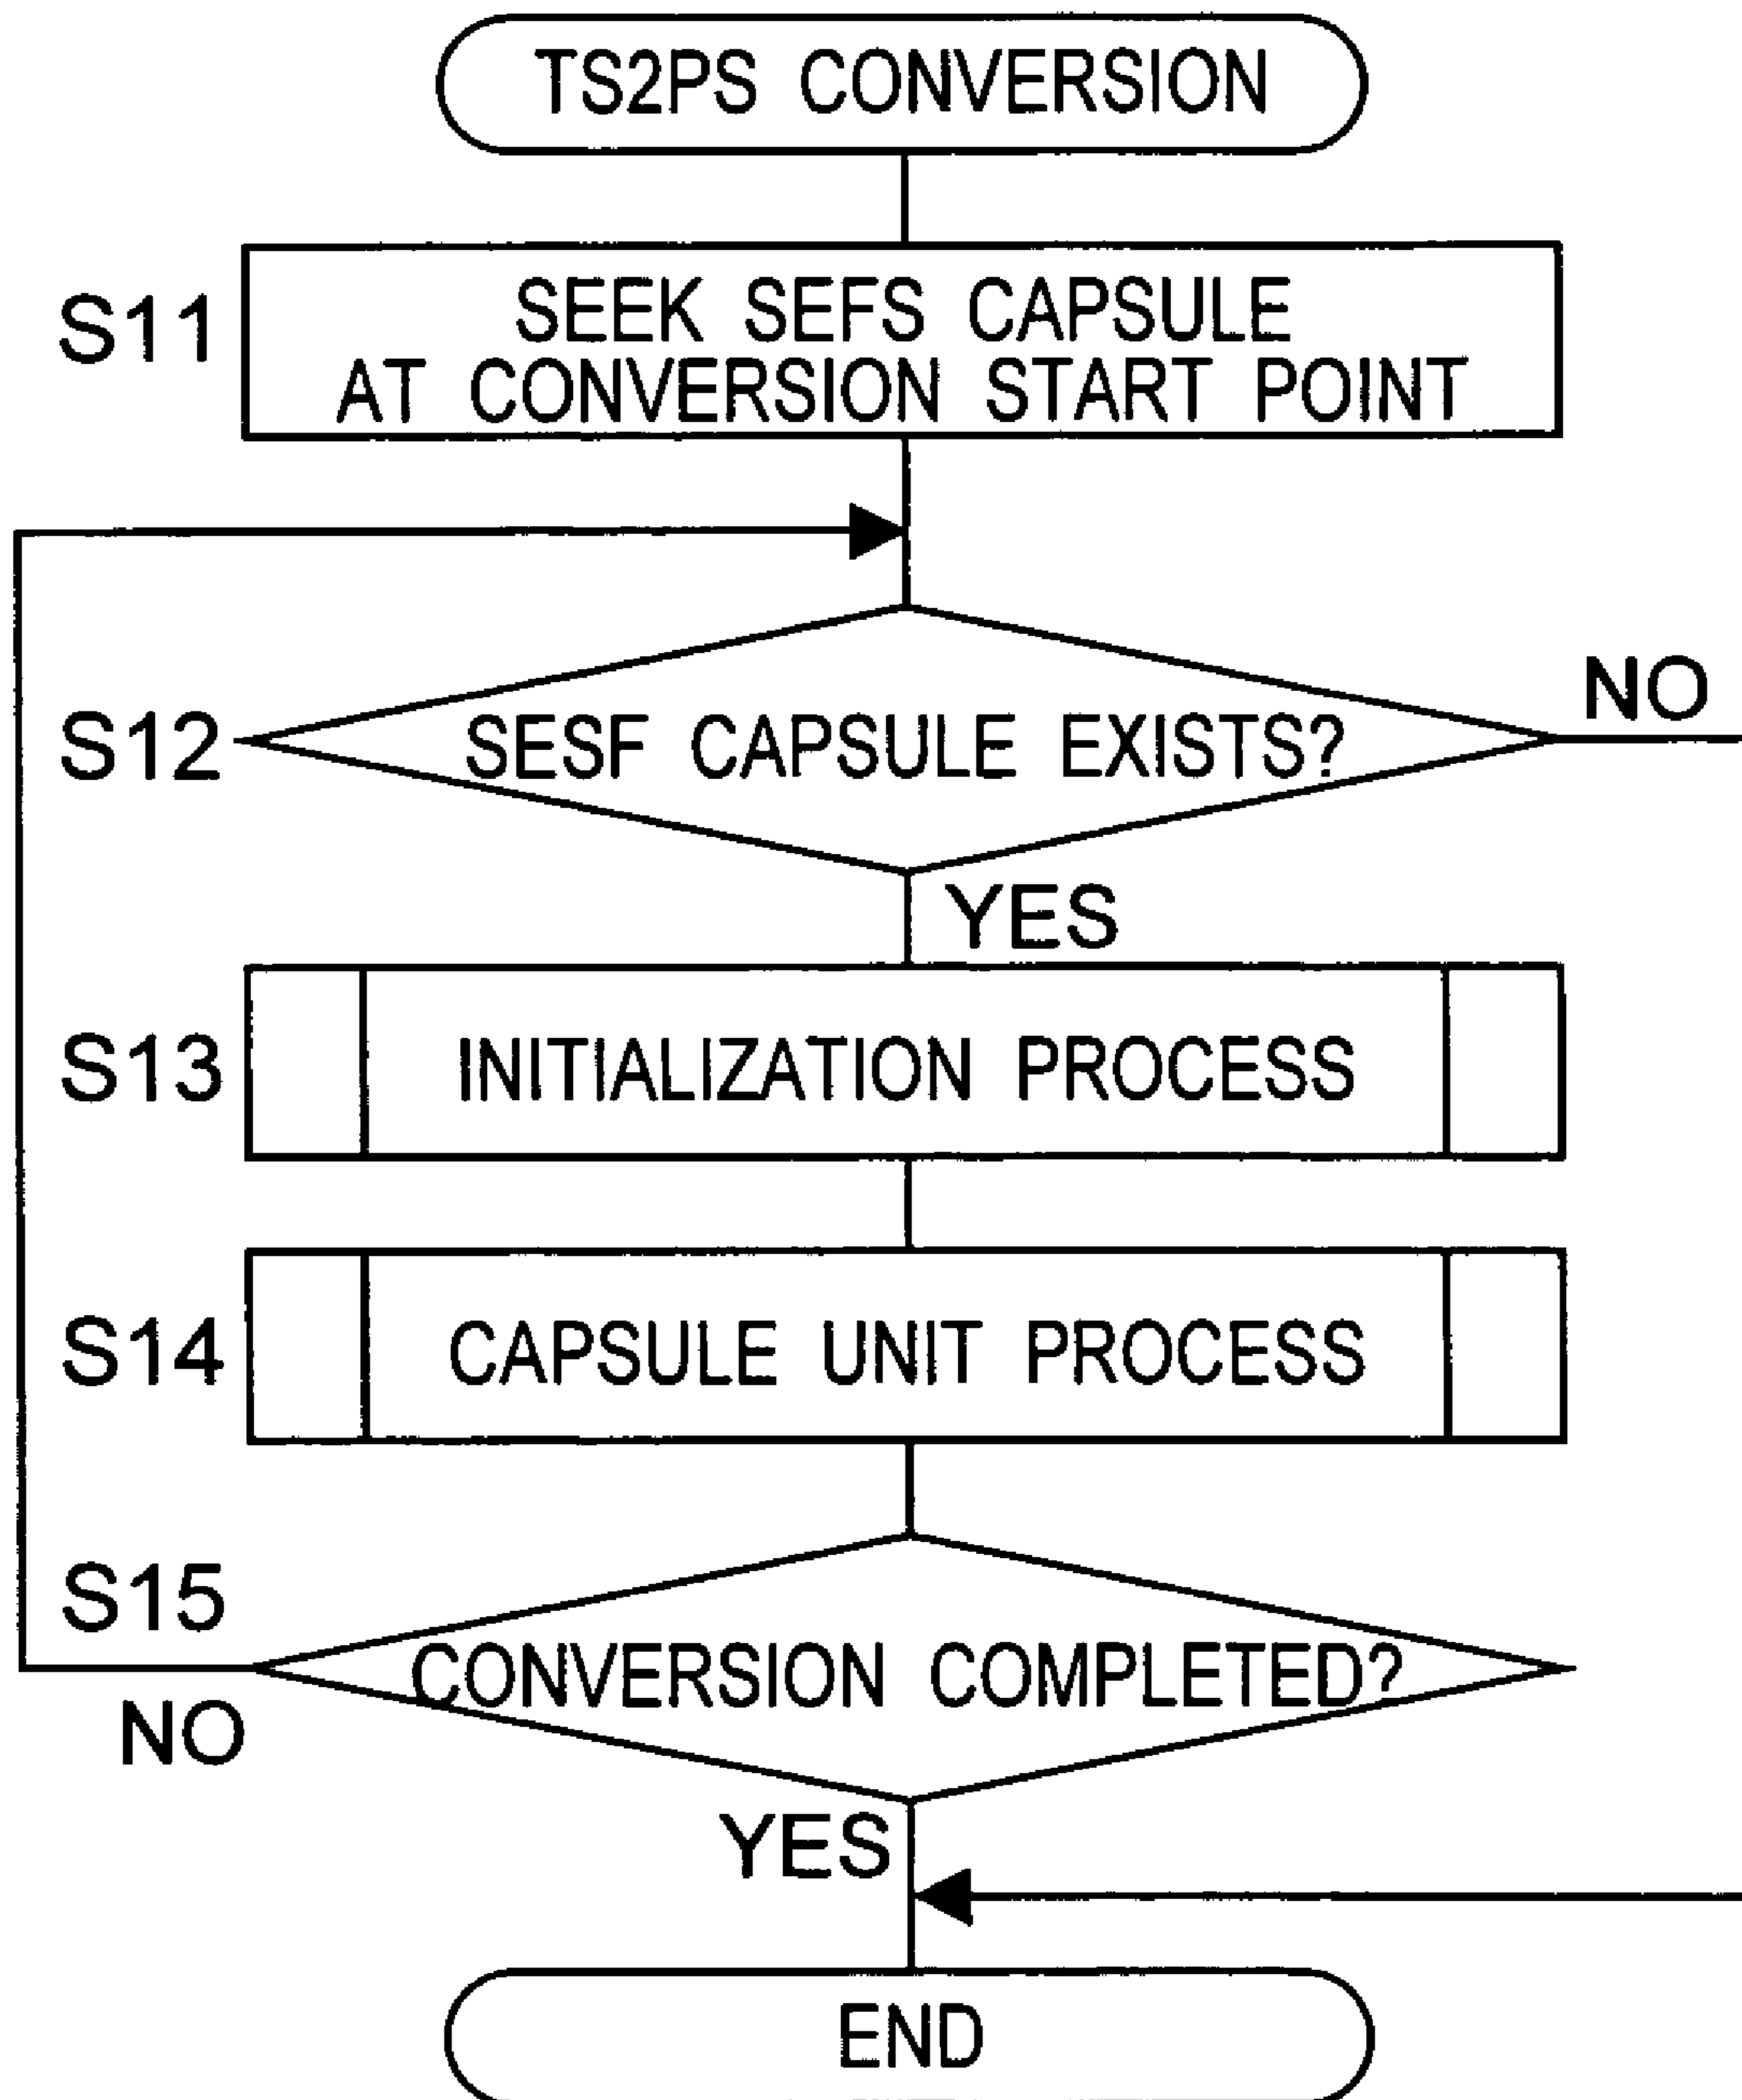 TS2PS CONVERSION
S11
SEEK SEFS CAPSULE
AT CONVERSION START POINT
S12
SESF CAPSULE EXISTS?
NO
YES
S13
INITIALIZATION PROCESS
S14
CAPSULE UNIT PROCESS
S15
CONVERSION COMPLETED?
NO
YES
END